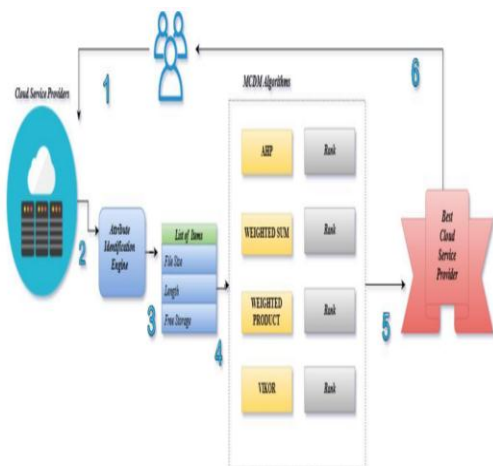 1
6
Cloud Service Providers
MCDM Algorithms
AHP
Rank
2
Attribute
Identification
Engine
List of Items
File Size
Length
Free Storage
3
4
WEIGHTED SUM
Rank
WEIGHTED
PRODUCT
Rank
VIKOR
Rank
5
Best
Cloud
Service
Provider